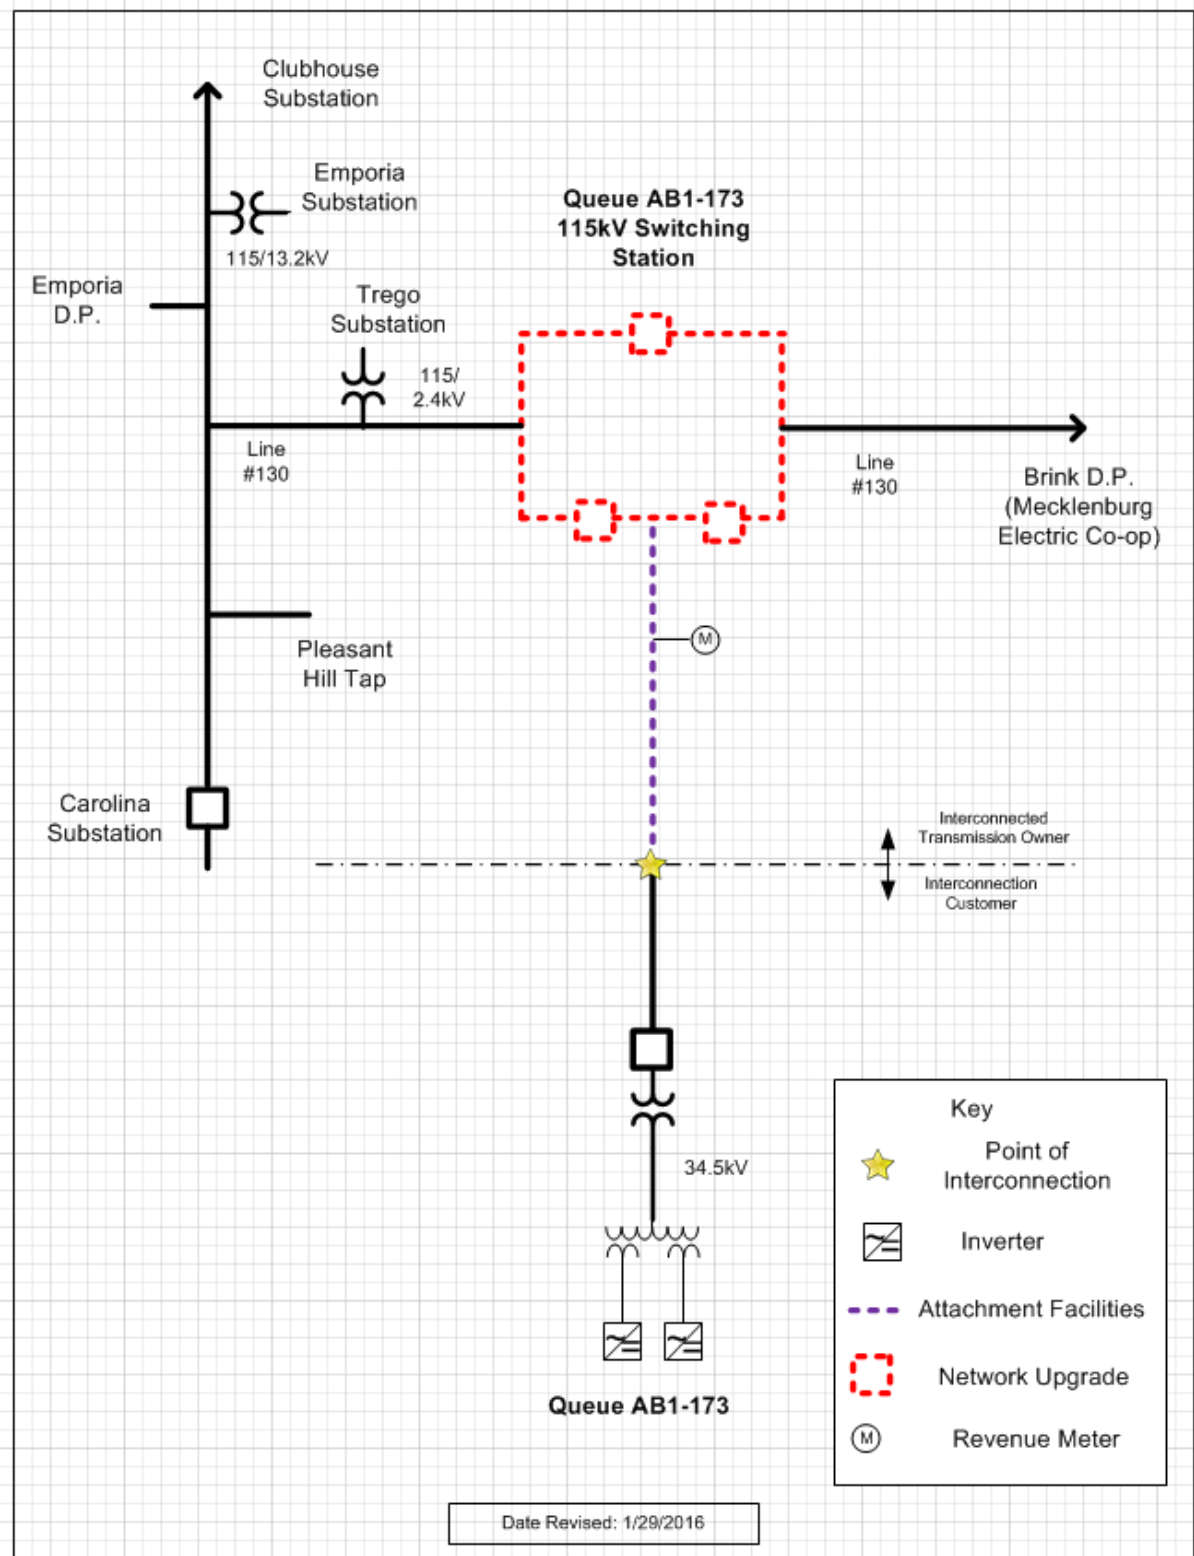 Clubhouse
Substation
Emporia
Substation
115/13.2kV
Emporia
D.P.
Trego
Substation
115/
2.4kV
Queue AB1-173
115kV Switching
Station
Line
#130
Line
#130
Brink D.P.
(Mecklenburg
Electric Co-op)
M
Pleasant
Hill Tap
Carolina
Substation
Interconnected
Transmission Owner
Interconnection
Customer
34.5kV
Queue AB1-173
Key
Point of
Interconnection
Inverter
Attachment Facilities
Network Upgrade
M
Revenue Meter
Date Revised: 1/29/2016